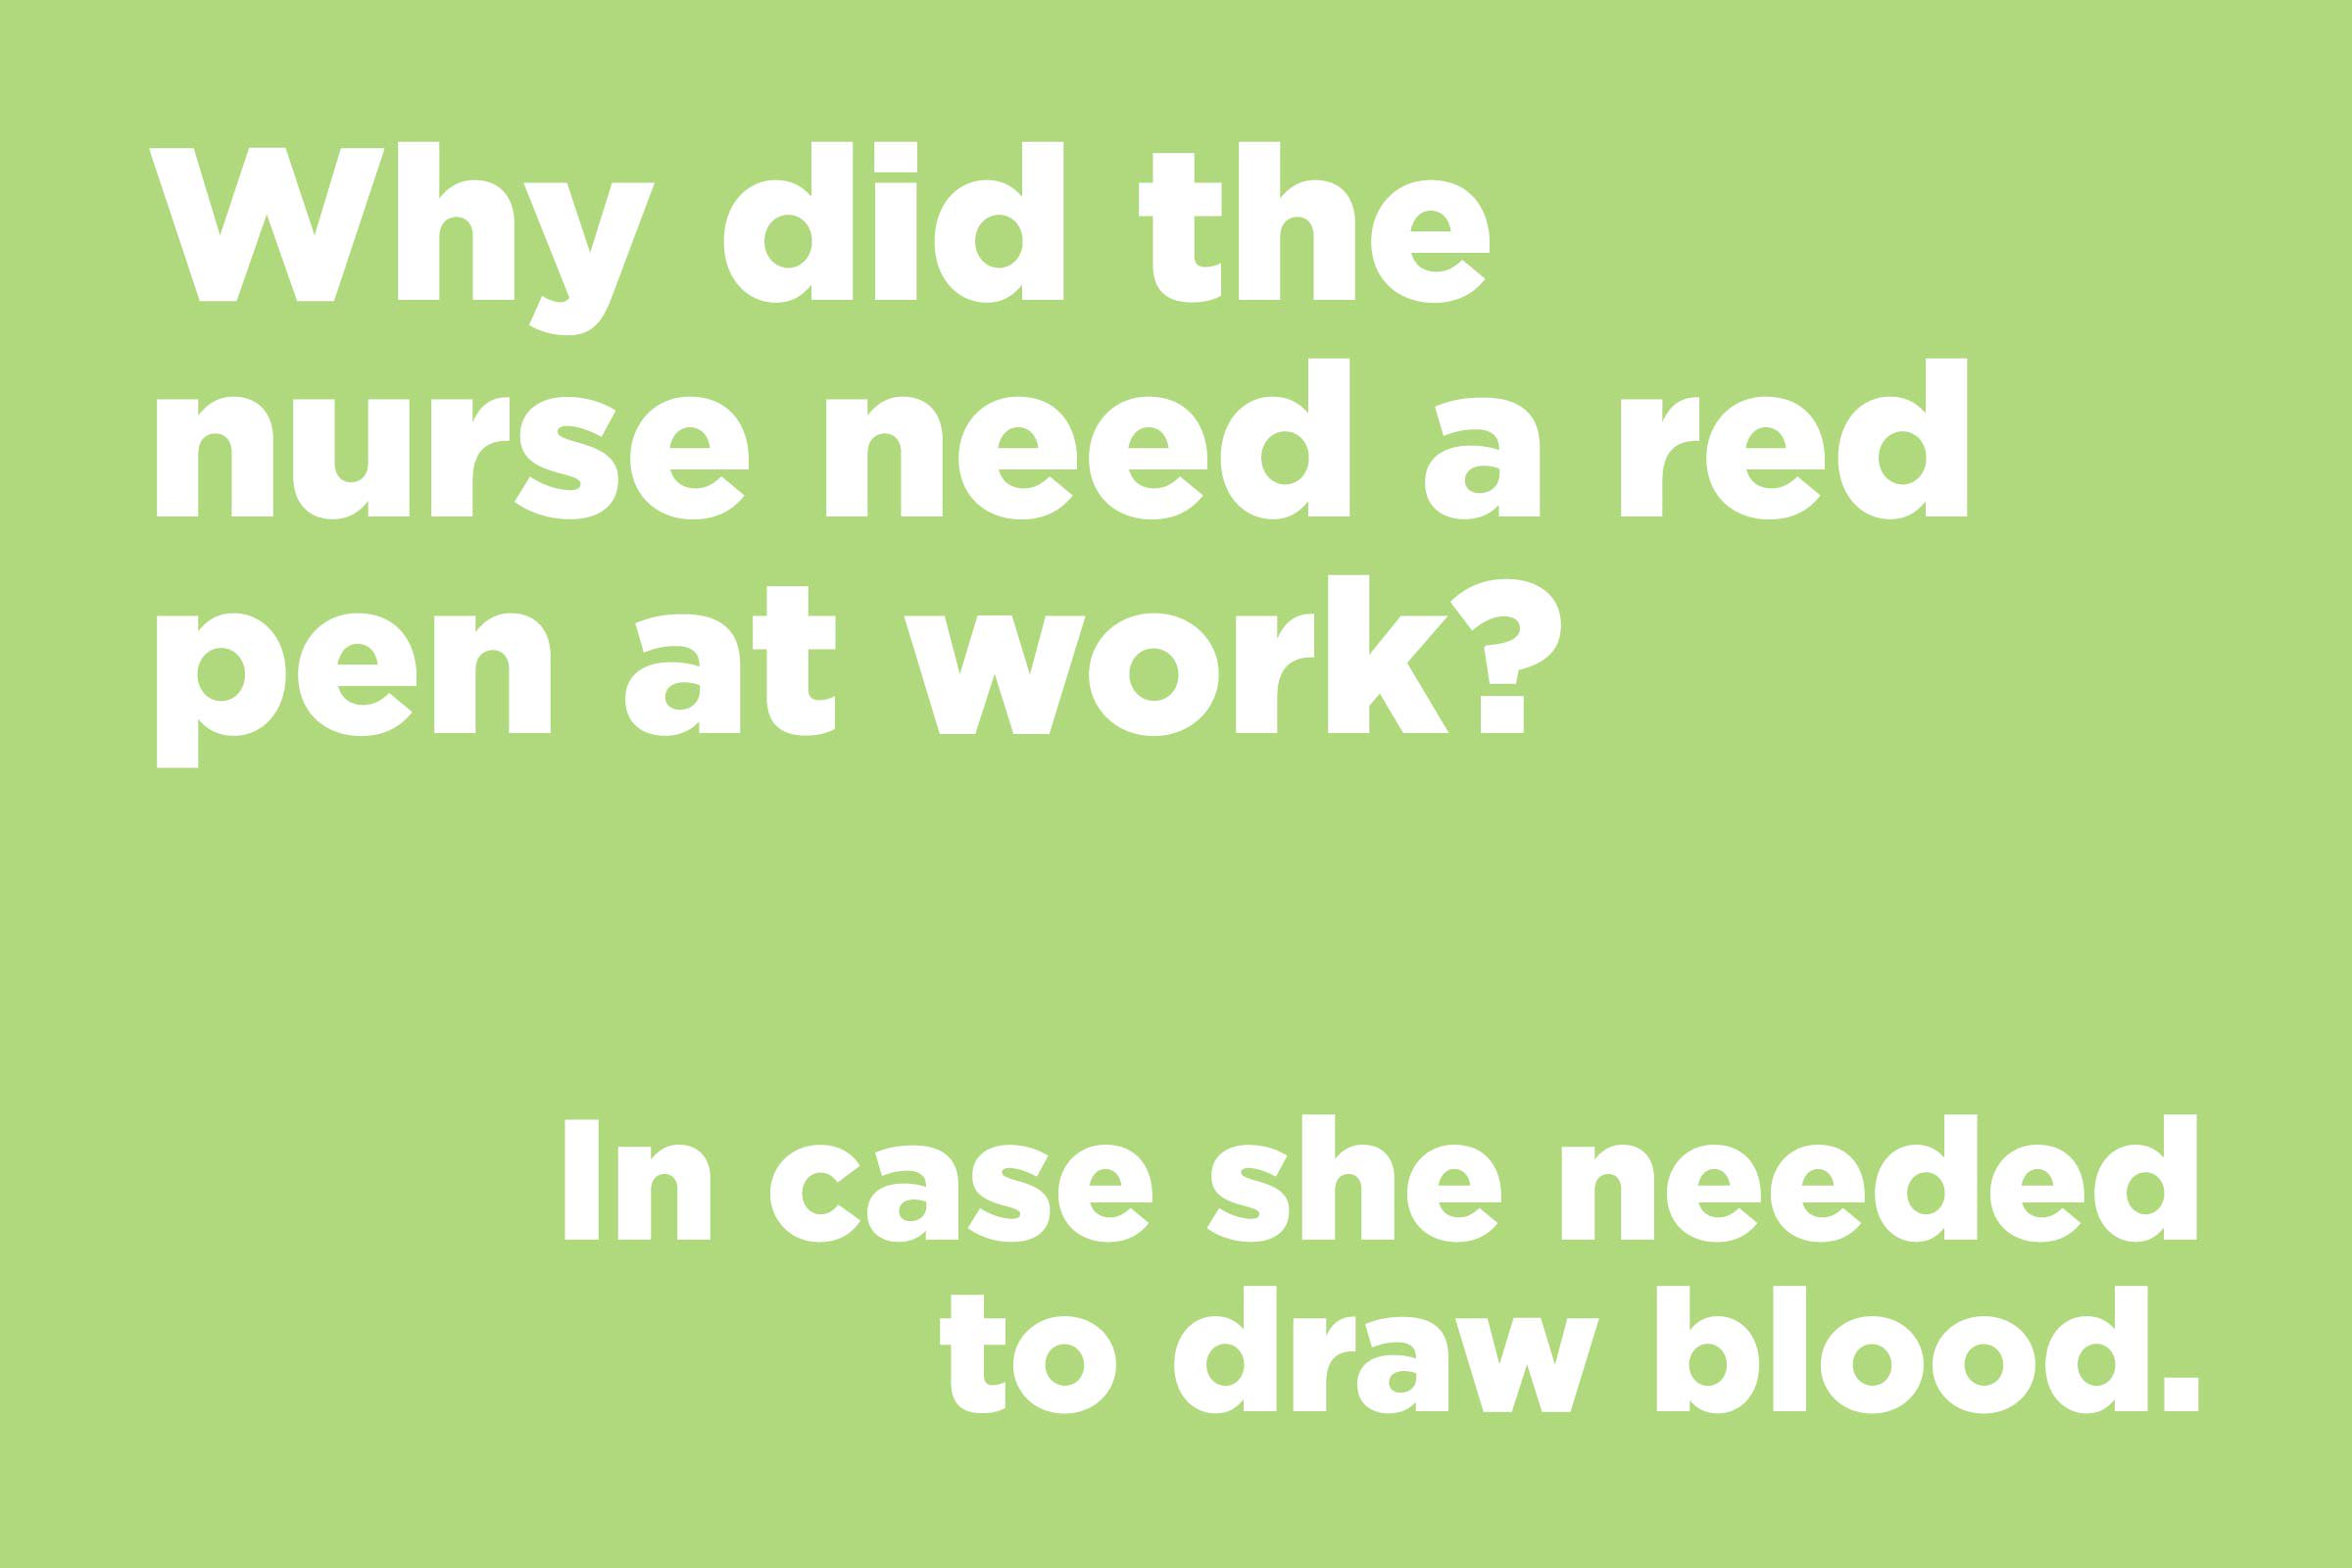 Why did the
nurse need a red
pen at work?
In case she needed
to draw blood.